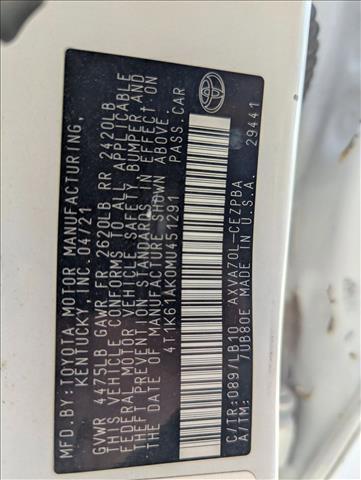 MFD. BY: TOYOTA MOTOR MANUFACTURING,
KENTUCKY, INC. 04/21
GVWR 4475LB GAWR FR 2620LB RR 2420LB
THIS VEHICLE CONFORMS TO ALL APPLICABLE
FEDERAL MOTOR VEHICLE SAFETY, BUMPER, AND
THEFT PREVENTION STANDARDS IN EFFECT ON
THE DATE OF MANUFACTURE SHOWN ABOVE.
4T1K61AK0MU451291 PASS. CAR
C/TR: 089/LB10 AXVA70L-CEZPBA
A/TM: 7UB80E MADE IN U.S.A. 29441
TOYOTA